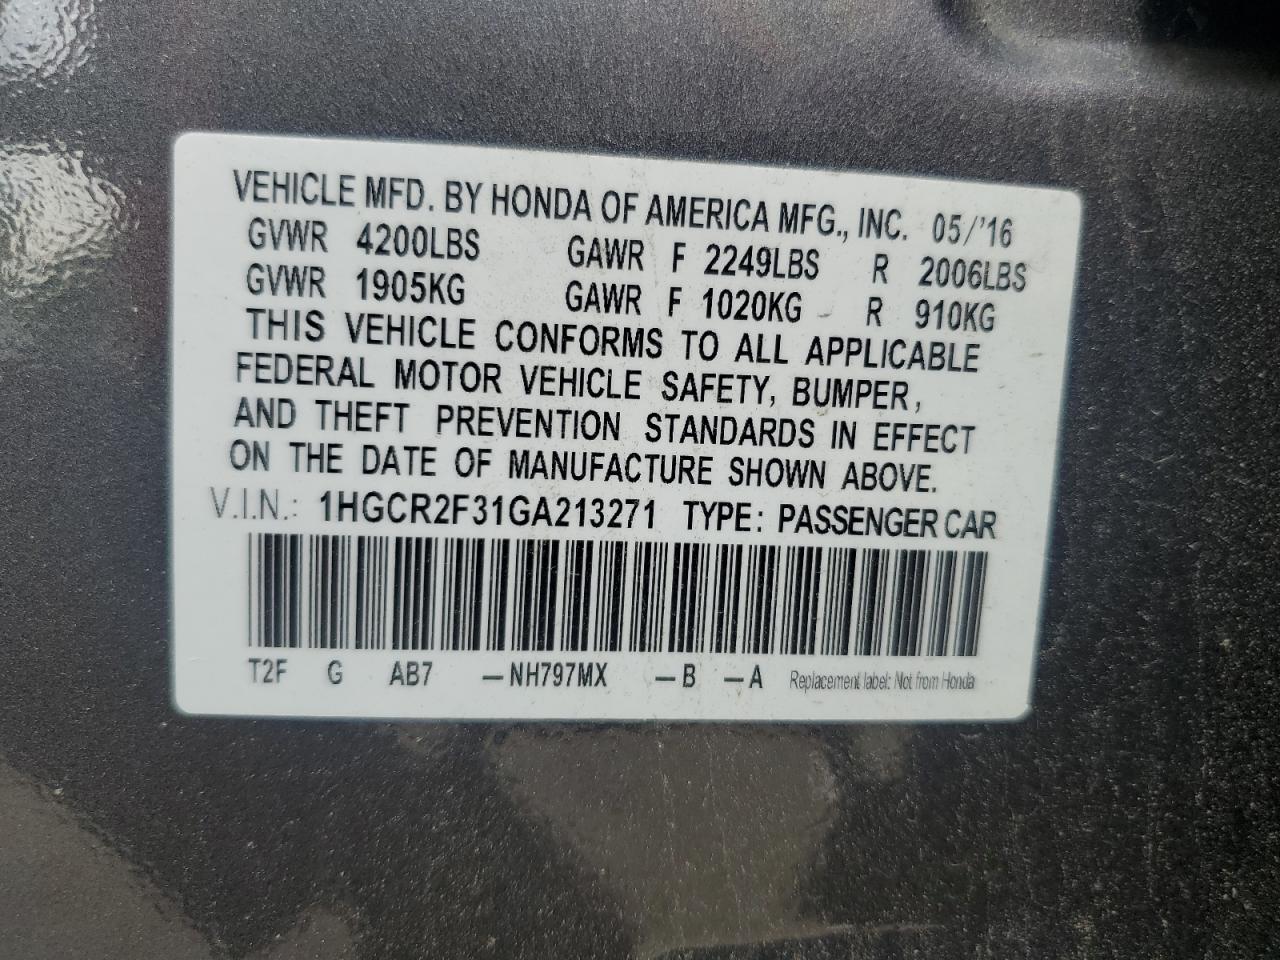 VEHICLE MFD. BY HONDA OF AMERICA MFG., INC. 05/'16
GVWR 4200LBS GAWR F 2249LBS R 2006LBS
GVWR 1905KG GAWR F 1020KG R 910KG
THIS VEHICLE CONFORMS TO ALL APPLICABLE
FEDERAL MOTOR VEHICLE SAFETY, BUMPER,
AND THEFT PREVENTION STANDARDS IN EFFECT
ON THE DATE OF MANUFACTURE SHOWN ABOVE.
V.I.N.: 1HGCR2F31GA213271 TYPE: PASSENGER CAR
T2F G AB7 –NH797MX –B –A Replacement label: Not from Honda